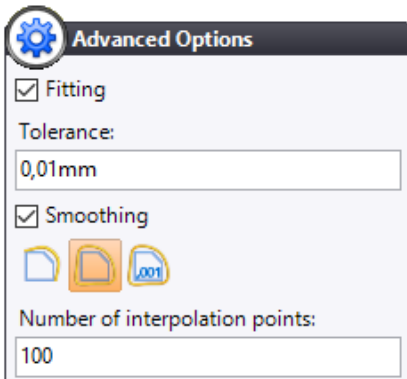 Advanced Options
Fitting
Tolerance:
0,01mm
Smoothing
.001
Number of interpolation points:
100